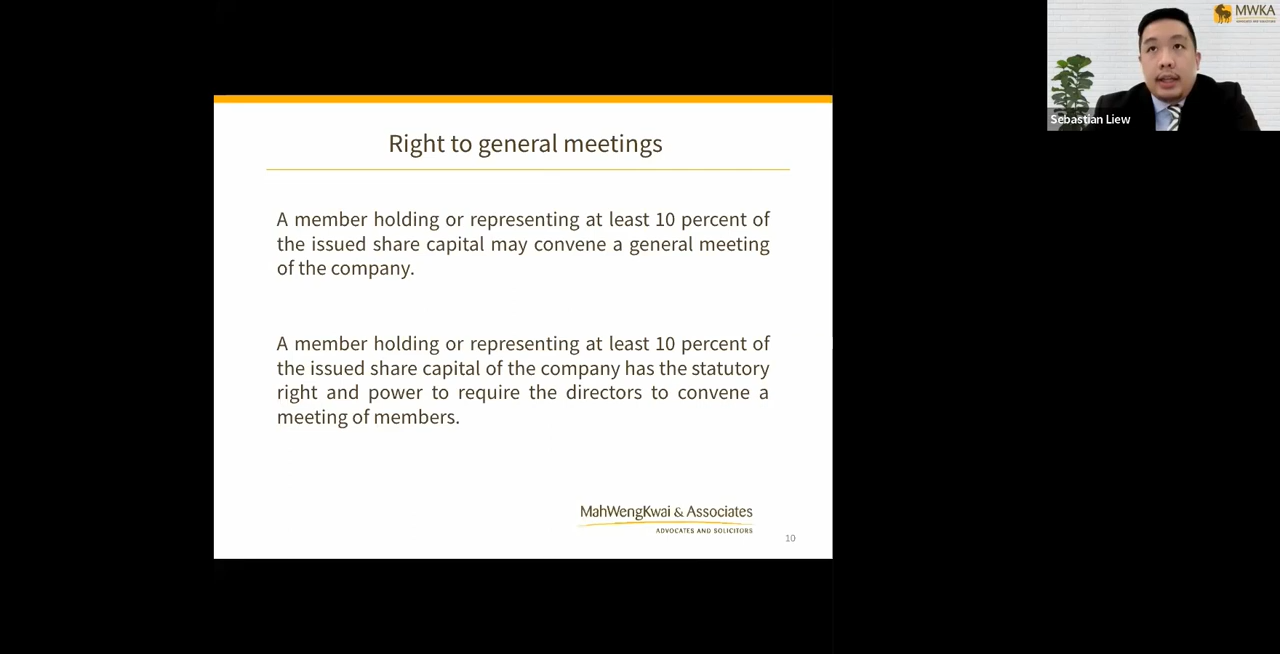 Right to general meetings
A member holding or representing at least 10 percent of
the issued share capital may convene a general meeting
of the company.
A member holding or representing at least 10 percent of
the issued share capital of the company has the statutory
right and power to require the directors to convene a
meeting of members.
MahWengKwai & Associates
ADVOCATES AND SOLICITORS
10
MWKA
ADVOCATES AND SOLICITORS
Sebastian Liew